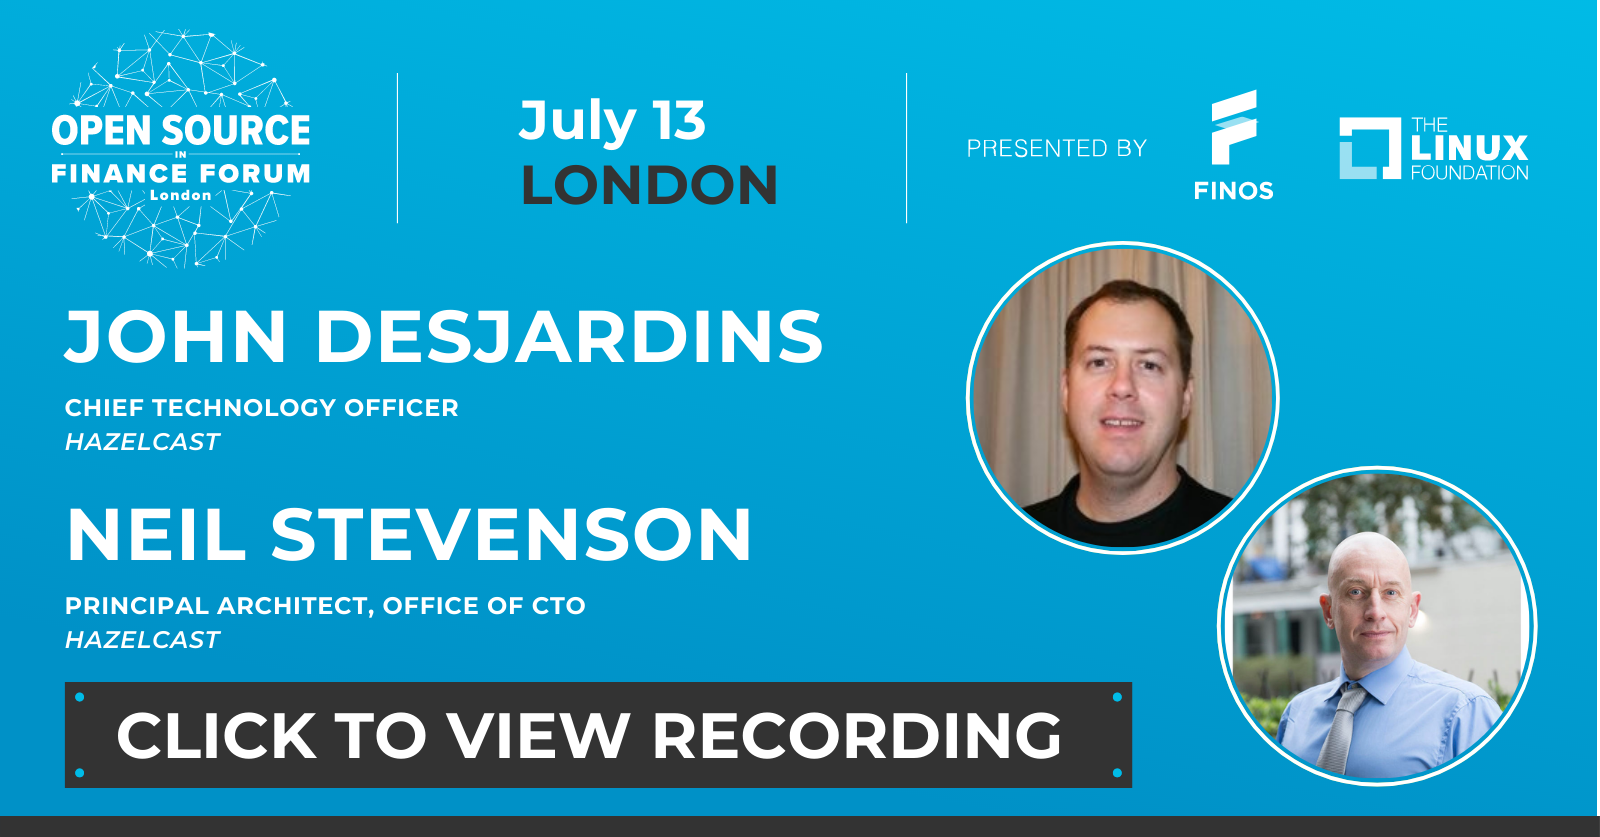 OPEN SOURCE
IN
FINANCE FORUM
London
July 13
LONDON
PRESENTED BY
FINOS
THE
LINUX
FOUNDATION
JOHN DESJARDINS
CHIEF TECHNOLOGY OFFICER
HAZELCAST
NEIL STEVENSON
PRINCIPAL ARCHITECT, OFFICE OF CTO
HAZELCAST
CLICK TO VIEW RECORDING